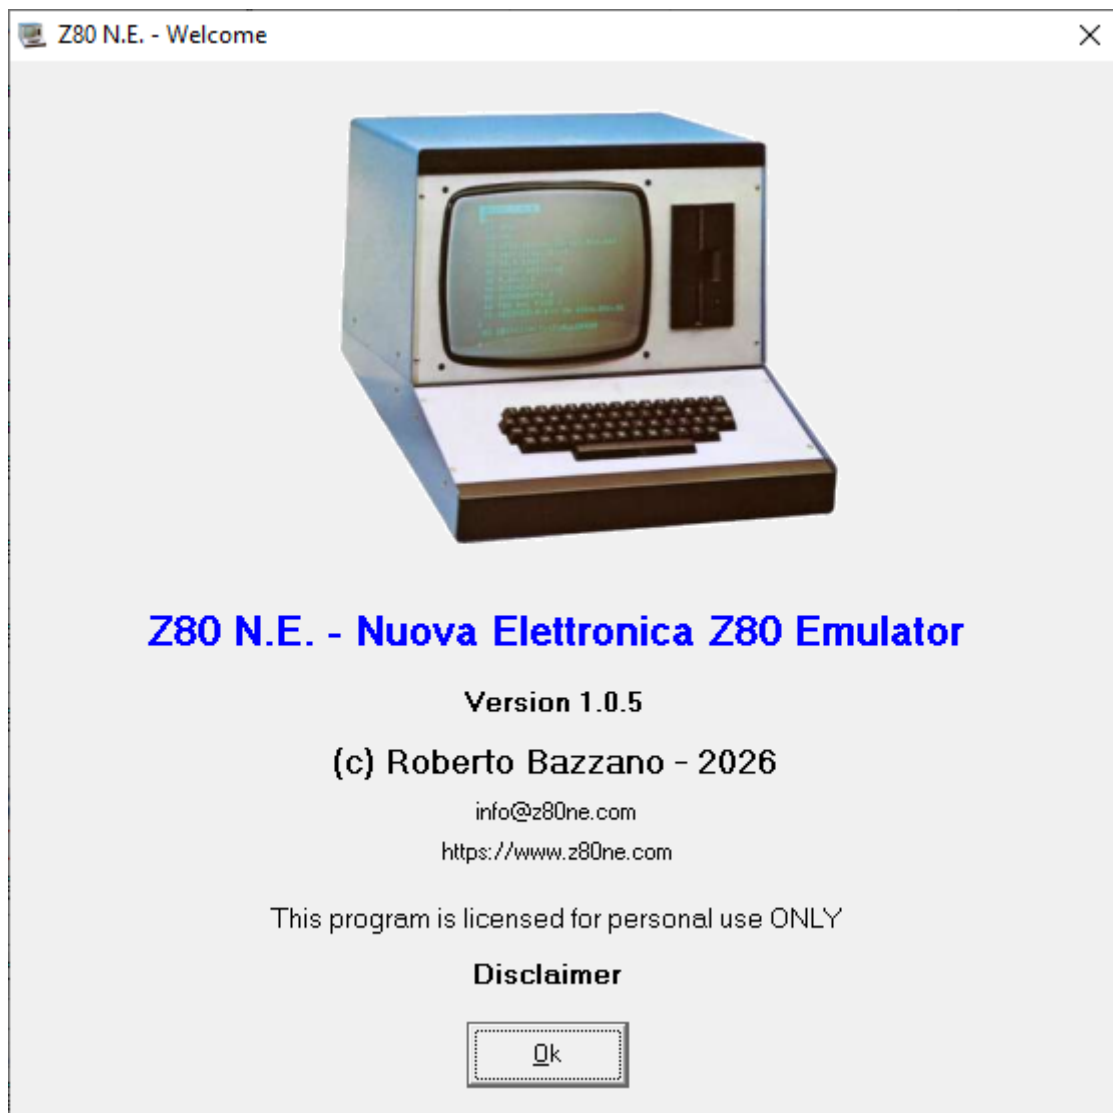 Z80 N.E. - Welcome
Z80 N.E. - Nuova Elettronica Z80 Emulator
Version 1.0.5
(c) Roberto Bazzano - 2026
info@z80ne.com
https://www.z80ne.com
This program is licensed for personal use ONLY
Disclaimer
Ok